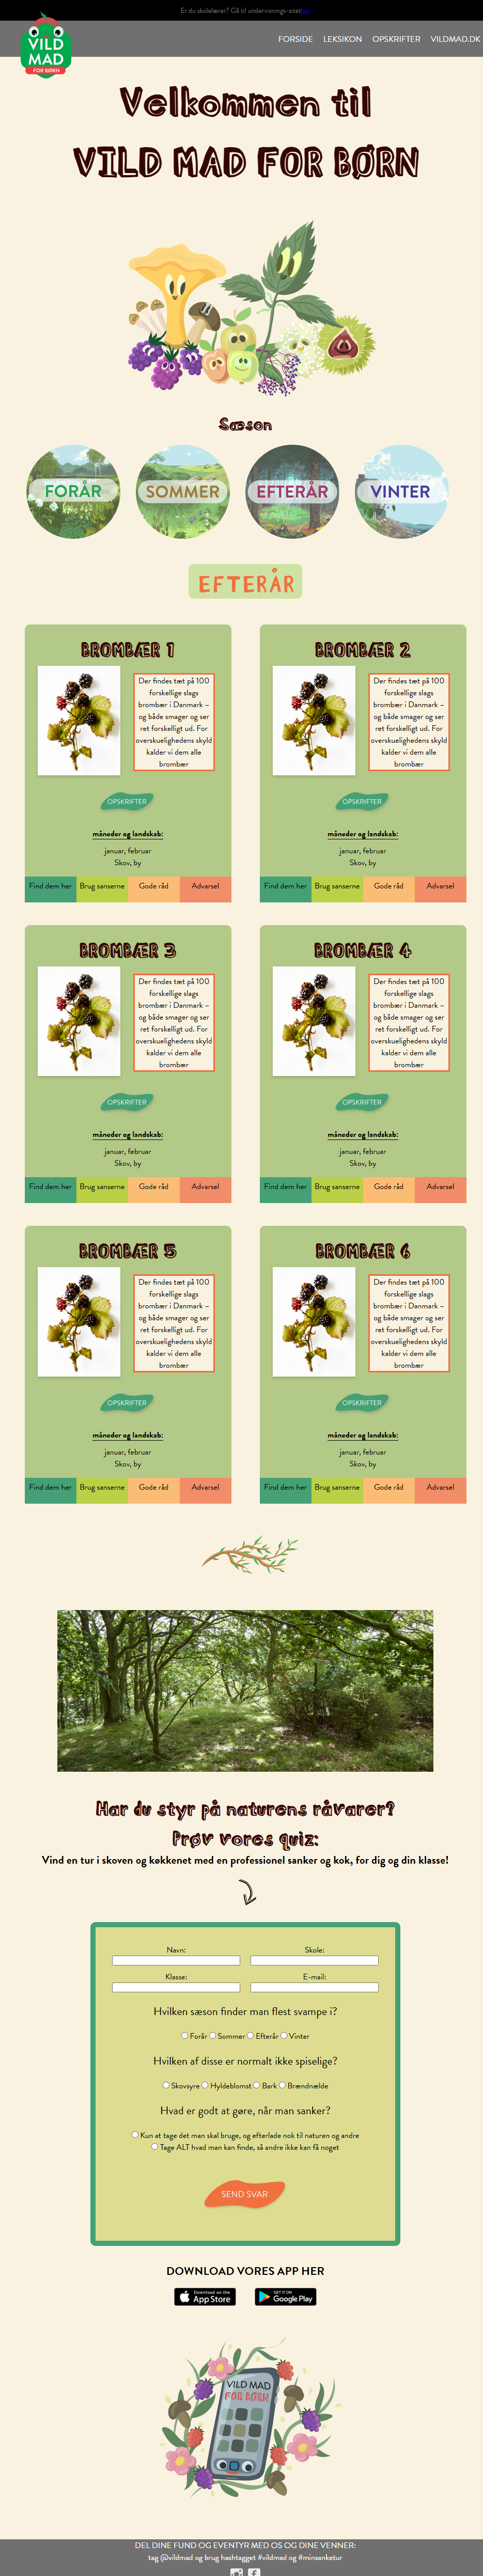 Er du skolelærer? Gå til undervisnings-sitet her
VILD
MAD
FOR BØRN
FORSIDE LEKSIKON OPSKRIFTER VILDMAD.DK
Velkommen til
VILD MAD FOR BØRN
Sæson
FORÅR SOMMER EFTERÅR VINTER
EFTERÅR
BROMBÆR 1
Der findes tæt på 100
forskellige slags
brombær i Danmark –
og både smager og ser
ret forskelligt ud. For
overskuelighedens skyld
kalder vi dem alle
brombær
OPSKRIFTER
måneder og landskab:
januar, februar
Skov, by
Find dem her Brug sanserne Gode råd Advarsel
BROMBÆR 2
Der findes tæt på 100
forskellige slags
brombær i Danmark –
og både smager og ser
ret forskelligt ud. For
overskuelighedens skyld
kalder vi dem alle
brombær
OPSKRIFTER
måneder og landskab:
januar, februar
Skov, by
Find dem her Brug sanserne Gode råd Advarsel
BROMBÆR 3
Der findes tæt på 100
forskellige slags
brombær i Danmark –
og både smager og ser
ret forskelligt ud. For
overskuelighedens skyld
kalder vi dem alle
brombær
OPSKRIFTER
måneder og landskab:
januar, februar
Skov, by
Find dem her Brug sanserne Gode råd Advarsel
BROMBÆR 4
Der findes tæt på 100
forskellige slags
brombær i Danmark –
og både smager og ser
ret forskelligt ud. For
overskuelighedens skyld
kalder vi dem alle
brombær
OPSKRIFTER
måneder og landskab:
januar, februar
Skov, by
Find dem her Brug sanserne Gode råd Advarsel
BROMBÆR 5
Der findes tæt på 100
forskellige slags
brombær i Danmark –
og både smager og ser
ret forskelligt ud. For
overskuelighedens skyld
kalder vi dem alle
brombær
OPSKRIFTER
måneder og landskab:
januar, februar
Skov, by
Find dem her Brug sanserne Gode råd Advarsel
BROMBÆR 6
Der findes tæt på 100
forskellige slags
brombær i Danmark –
og både smager og ser
ret forskelligt ud. For
overskuelighedens skyld
kalder vi dem alle
brombær
OPSKRIFTER
måneder og landskab:
januar, februar
Skov, by
Find dem her Brug sanserne Gode råd Advarsel
Har du styr på naturens råvarer?
Prøv vores quiz:
Vind en tur i skoven og køkkenet med en professionel sanker og kok, for dig og din klasse!
Navn: Skole:
Klasse: E-mail:
Hvilken sæson finder man flest svampe i?
Forår Sommer Efterår Vinter
Hvilken af disse er normalt ikke spiselige?
Skovsyre Hyldeblomst Bark Brændnælde
Hvad er godt at gøre, når man sanker?
Kun at tage det man skal bruge, og efterlade nok til naturen og andre
Tage ALT hvad man kan finde, så andre ikke kan få noget
SEND SVAR
DOWNLOAD VORES APP HER
Download on the
App Store
GET IT ON
Google Play
VILD MAD
FOR BØRN
DEL DINE FUND OG EVENTYR MED OS OG DINE VENNER:
tag @vildmad og brug hashtagget #vildmad og #minsanketur